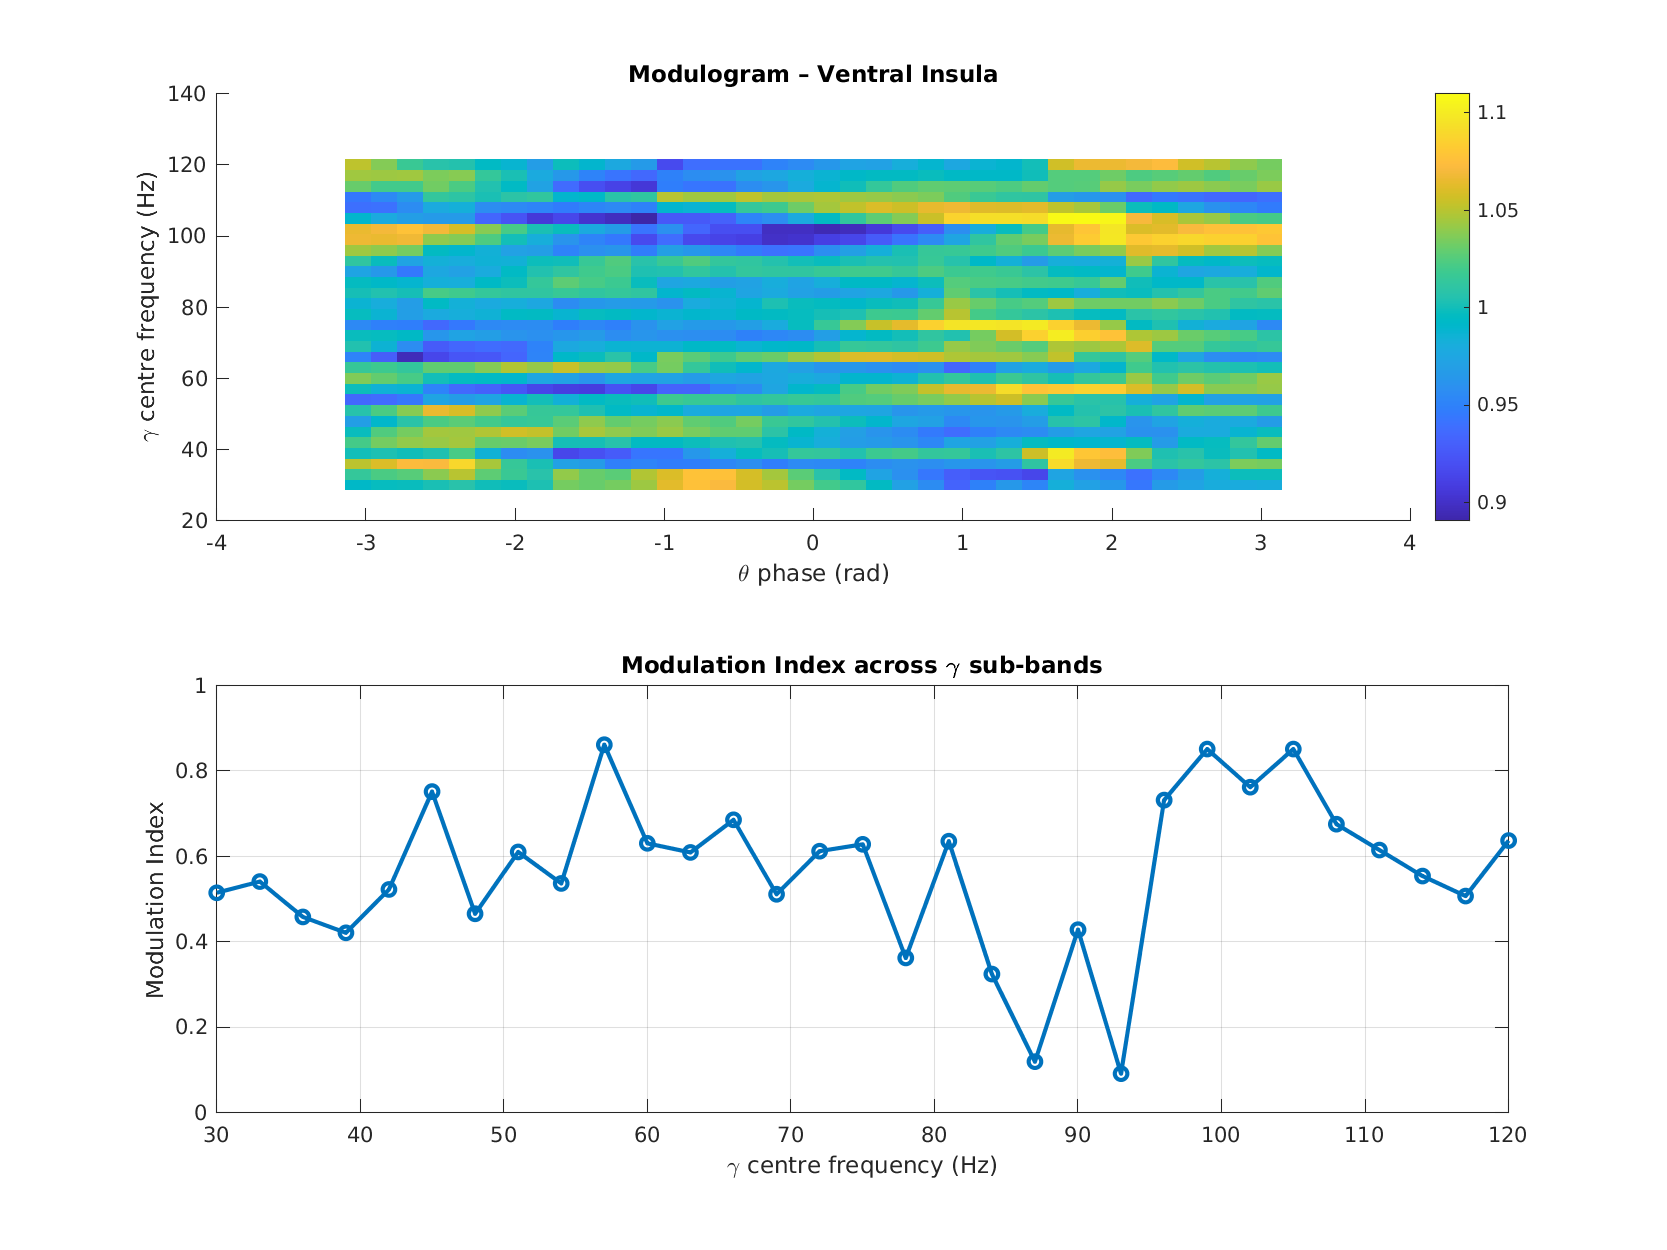 Modulogram – Ventral Insula
140
120
100
80
60
40
20
γ centre frequency (Hz)
-4 -3 -2 -1 0 1 2 3 4
θ phase (rad)
1.1
1.05
1
0.95
0.9
Modulation Index across γ sub-bands
1
0.8
0.6
0.4
0.2
0
Modulation Index
30 40 50 60 70 80 90 100 110 120
γ centre frequency (Hz)